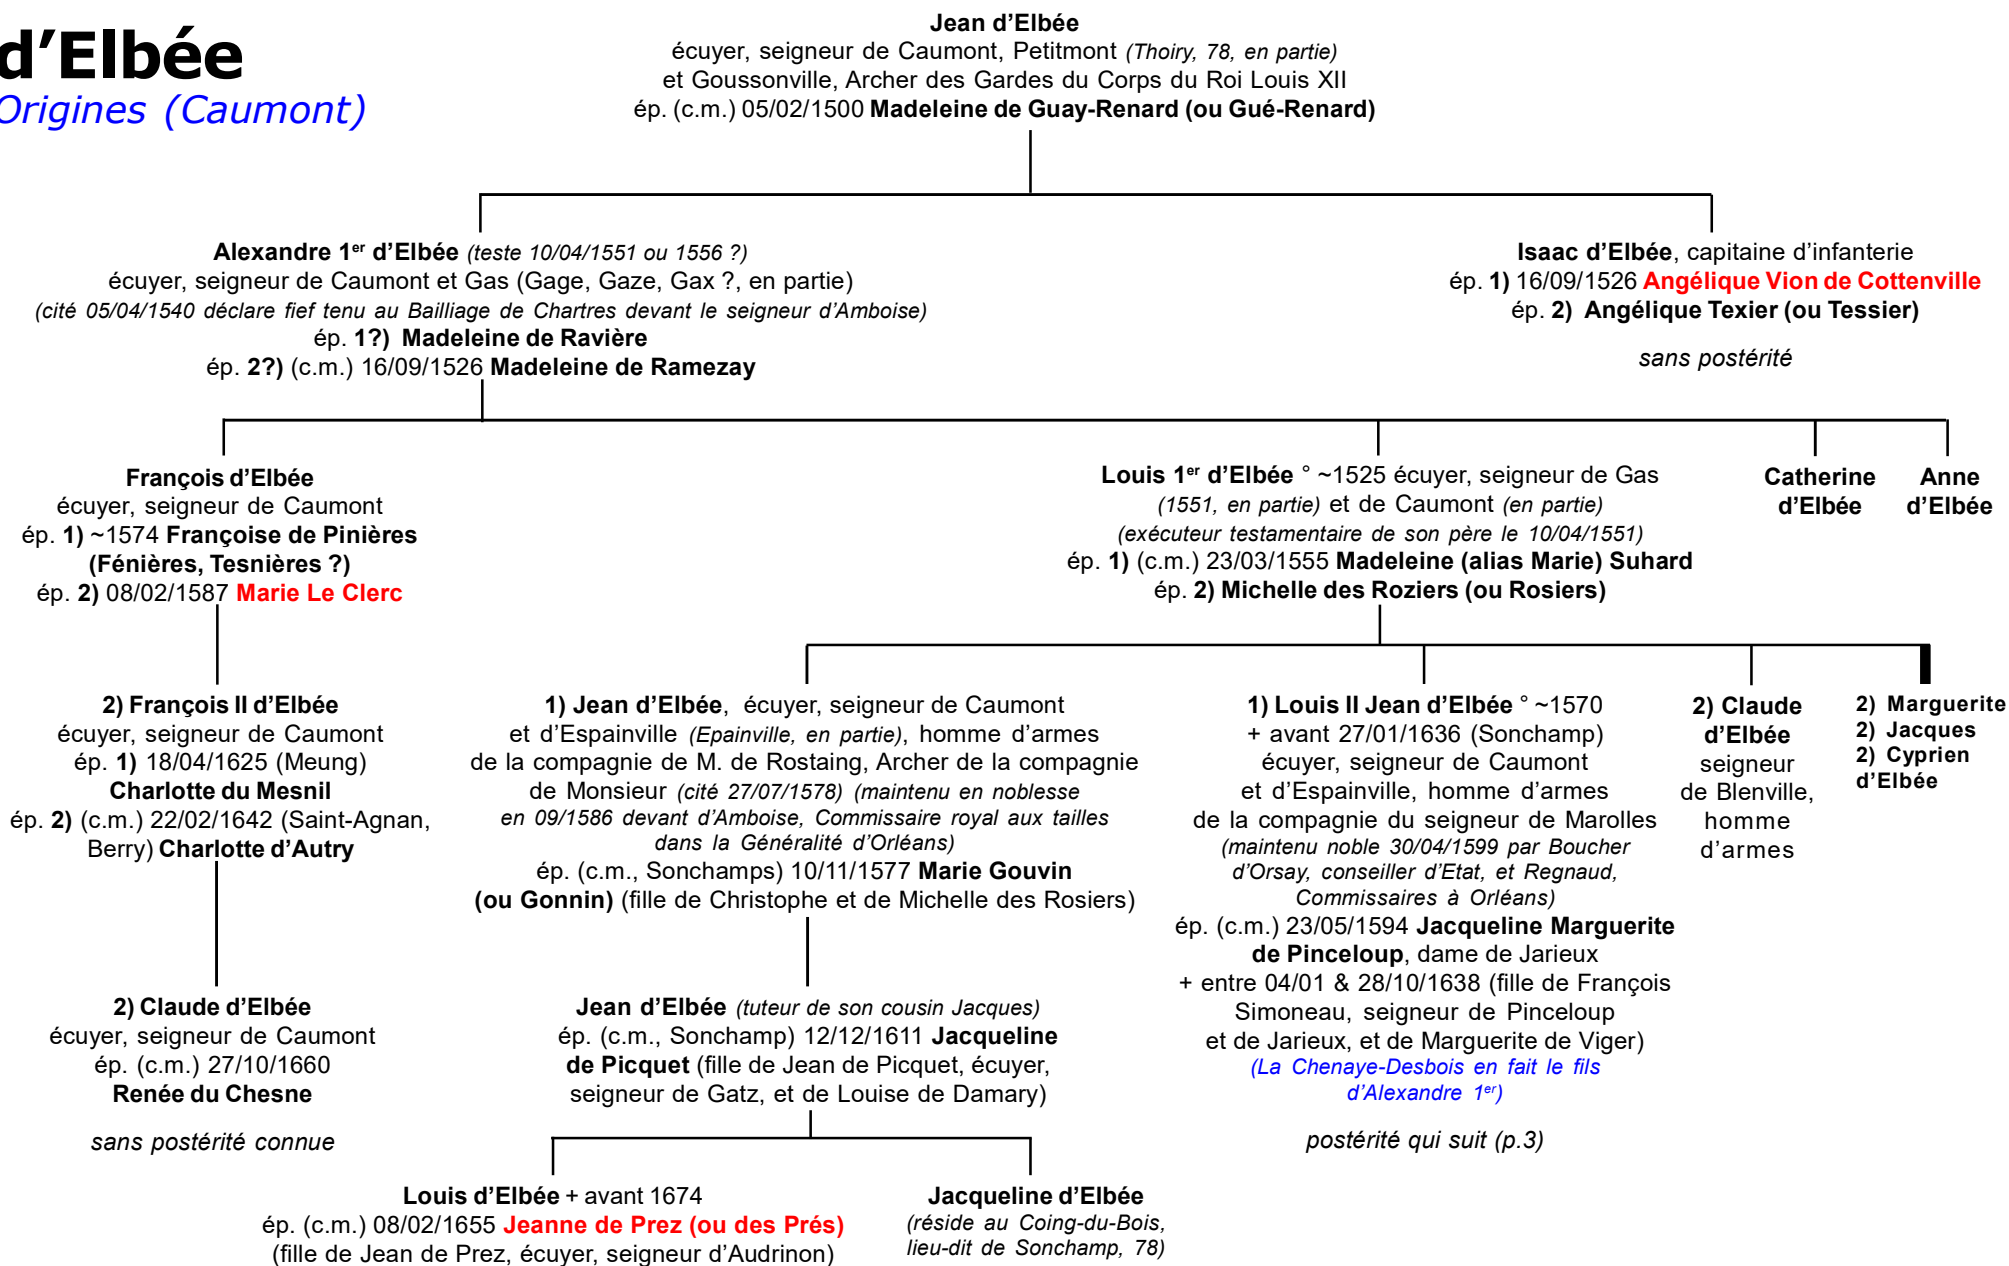 d’Elbée
Origines (Caumont)
Jean d’Elbée
écuyer, seigneur de Caumont, Petitmont (Thoiry, 78, en partie)
et Goussonville, Archer des Gardes du Corps du Roi Louis XII
ép. (c.m.) 05/02/1500 Madeleine de Guay-Renard (ou Gué-Renard)
Alexandre 1er d’Elbée (teste 10/04/1551 ou 1556 ?)
écuyer, seigneur de Caumont et Gas (Gage, Gaze, Gax ?, en partie)
(cité 05/04/1540 déclare fief tenu au Bailliage de Chartres devant le seigneur d’Amboise)
ép. 1?) Madeleine de Ravière
ép. 2?) (c.m.) 16/09/1526 Madeleine de Ramezay
Isaac d’Elbée, capitaine d’infanterie
ép. 1) 16/09/1526 Angélique Vion de Cottenville
ép. 2) Angélique Texier (ou Tessier)
sans postérité
François d’Elbée
écuyer, seigneur de Caumont
ép. 1) ~1574 Françoise de Pinières
(Fénières, Tesnières ?)
ép. 2) 08/02/1587 Marie Le Clerc
Louis 1er d’Elbée ° ~1525 écuyer, seigneur de Gas
(1551, en partie) et de Caumont (en partie)
(exécuteur testamentaire de son père le 10/04/1551)
ép. 1) (c.m.) 23/03/1555 Madeleine (alias Marie) Suhard
ép. 2) Michelle des Roziers (ou Rosiers)
Catherine
d’Elbée
Anne
d’Elbée
2) François II d’Elbée
écuyer, seigneur de Caumont
ép. 1) 18/04/1625 (Meung)
Charlotte du Mesnil
ép. 2) (c.m.) 22/02/1642 (Saint-Agnan,
Berry) Charlotte d’Autry
1) Jean d’Elbée, écuyer, seigneur de Caumont
et d’Espainville (Epainville, en partie), homme d’armes
de la compagnie de M. de Rostaing, Archer de la compagnie
de Monsieur (cité 27/07/1578) (maintenu en noblesse
en 09/1586 devant d’Amboise, Commissaire royal aux tailles
dans la Généralité d’Orléans)
ép. (c.m., Sonchamps) 10/11/1577 Marie Gouvin
(ou Gonnin) (fille de Christophe et de Michelle des Rosiers)
1) Louis II Jean d’Elbée ° ~1570
+ avant 27/01/1636 (Sonchamp)
écuyer, seigneur de Caumont
et d’Espainville, homme d’armes
de la compagnie du seigneur de Marolles
(maintenu noble 30/04/1599 par Boucher
d’Orsay, conseiller d’Etat, et Regnaud,
Commissaires à Orléans)
ép. (c.m.) 23/05/1594 Jacqueline Marguerite
de Pinceloup, dame de Jarieux
+ entre 04/01 & 28/10/1638 (fille de François
Simoneau, seigneur de Pinceloup
et de Jarieux, et de Marguerite de Viger)
(La Chenaye-Desbois en fait le fils
d’Alexandre 1er)
postérité qui suit (p.3)
2) Claude
d’Elbée
seigneur
de Blenville,
homme
d’armes
2) Marguerite
2) Jacques
2) Cyprien
d’Elbée
2) Claude d’Elbée
écuyer, seigneur de Caumont
ép. (c.m.) 27/10/1660
Renée du Chesne
sans postérité connue
Jean d’Elbée (tuteur de son cousin Jacques)
ép. (c.m., Sonchamp) 12/12/1611 Jacqueline
de Picquet (fille de Jean de Picquet, écuyer,
seigneur de Gatz, et de Louise de Damary)
Louis d’Elbée + avant 1674
ép. (c.m.) 08/02/1655 Jeanne de Prez (ou des Prés)
(fille de Jean de Prez, écuyer, seigneur d’Audrinon)
Jacqueline d’Elbée
(réside au Coing-du-Bois,
lieu-dit de Sonchamp, 78)